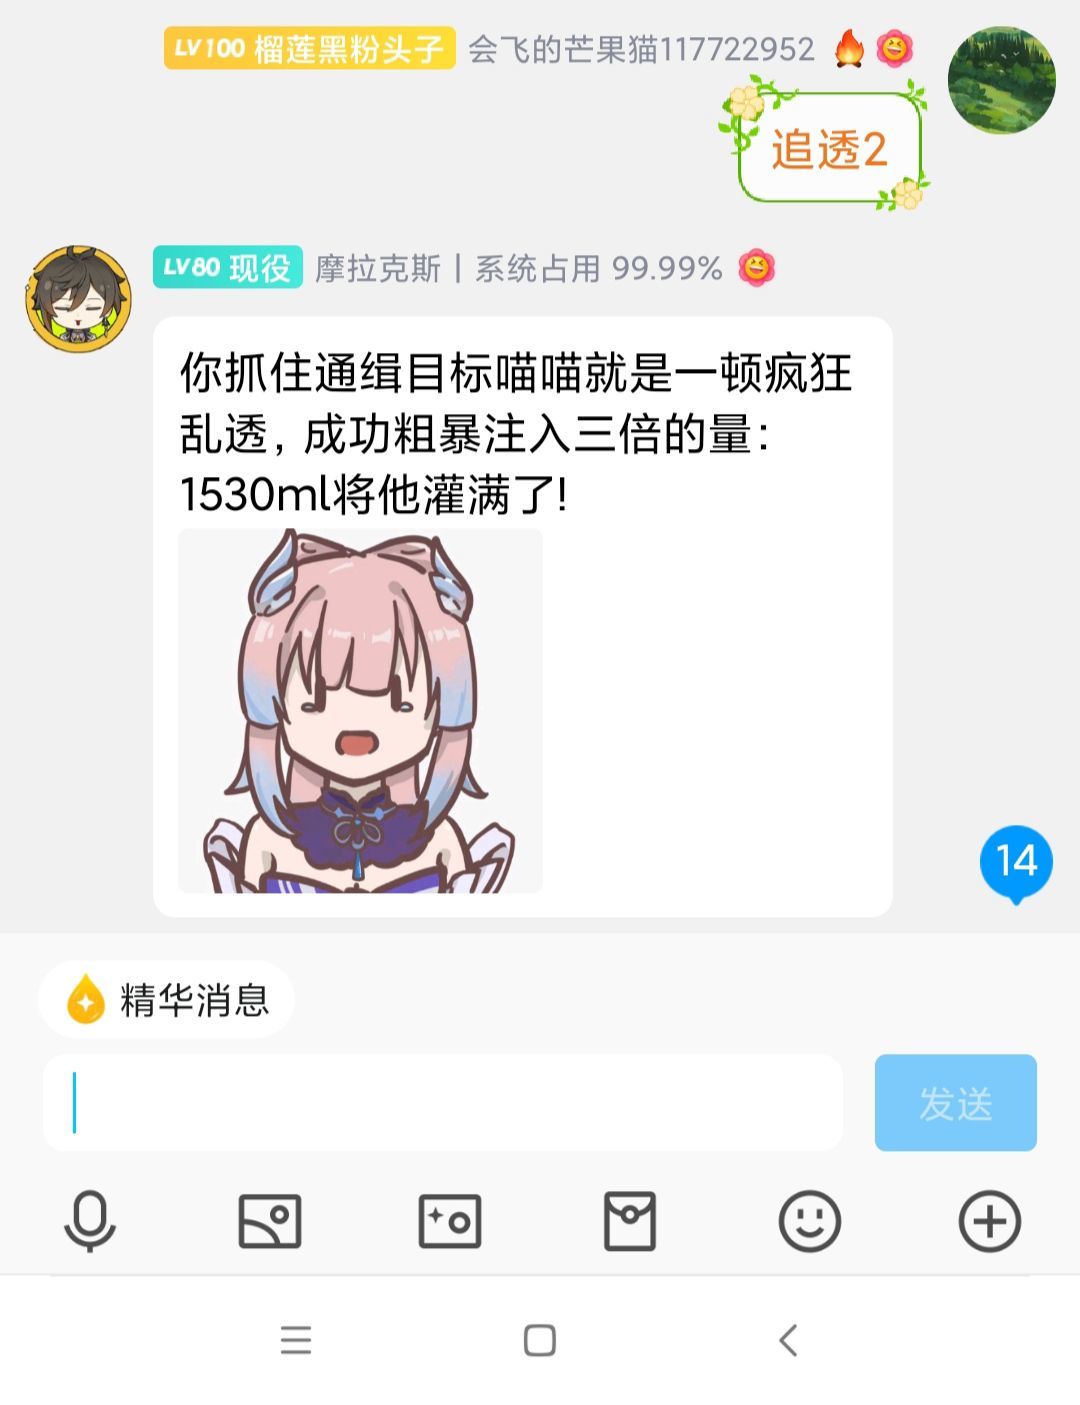 LV100 榴莲黑粉头子 会飞的芒果猫117722952
追透2
LV80 现役 摩拉克斯丨系统占用 99.99%
你抓住通缉目标喵喵就是一顿疯狂
乱透, 成功粗暴注入三倍的量:
1530ml将他灌满了!
14
精华消息
发送